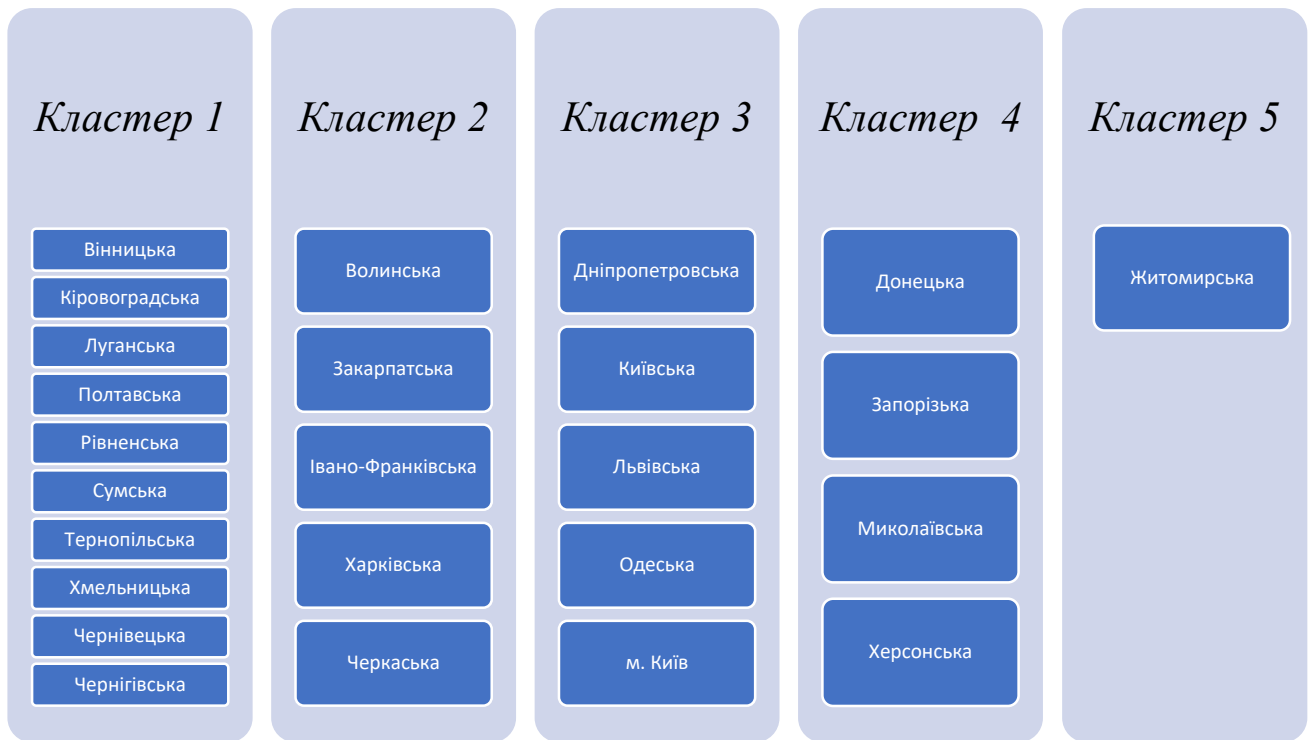 Кластер 1
Вінницька
Кіровоградська
Луганська
Полтавська
Рівненська
Сумська
Тернопільська
Хмельницька
Чернівецька
Чернігівська
Кластер 2
Волинська
Закарпатська
Івано-Франківська
Харківська
Черкаська
Кластер 3
Дніпропетровська
Київська
Львівська
Одеська
м. Київ
Кластер 4
Донецька
Запорізька
Миколаївська
Херсонська
Кластер 5
Житомирська